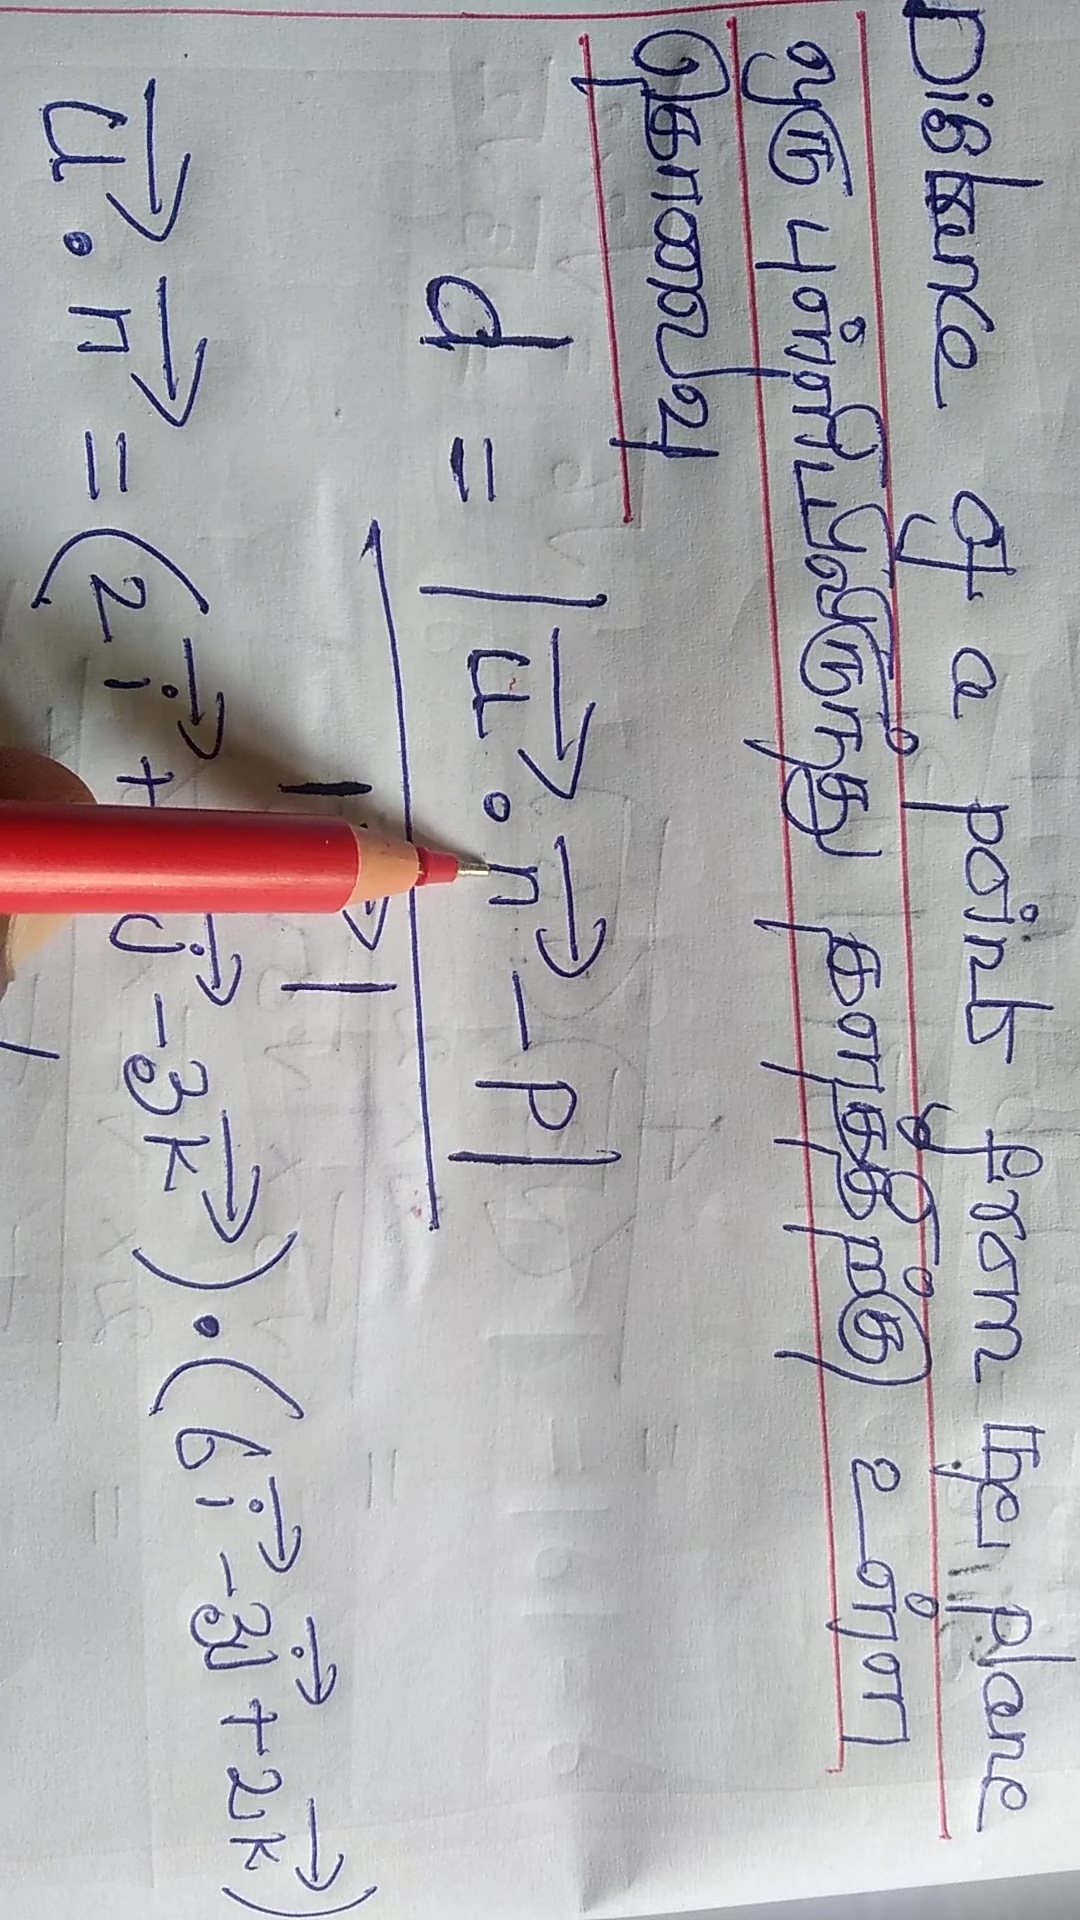 Distance of a point from the plane
ஒரு புள்ளியிலிருந்து தளத்திற்கு உள்ள
தொலைவு
d = |u⃗ . n⃗ - p|
| |
u⃗ . n⃗ = (2i⃗ + j⃗ - 3k⃗) . (6i⃗ - 3j⃗ + 2k⃗)